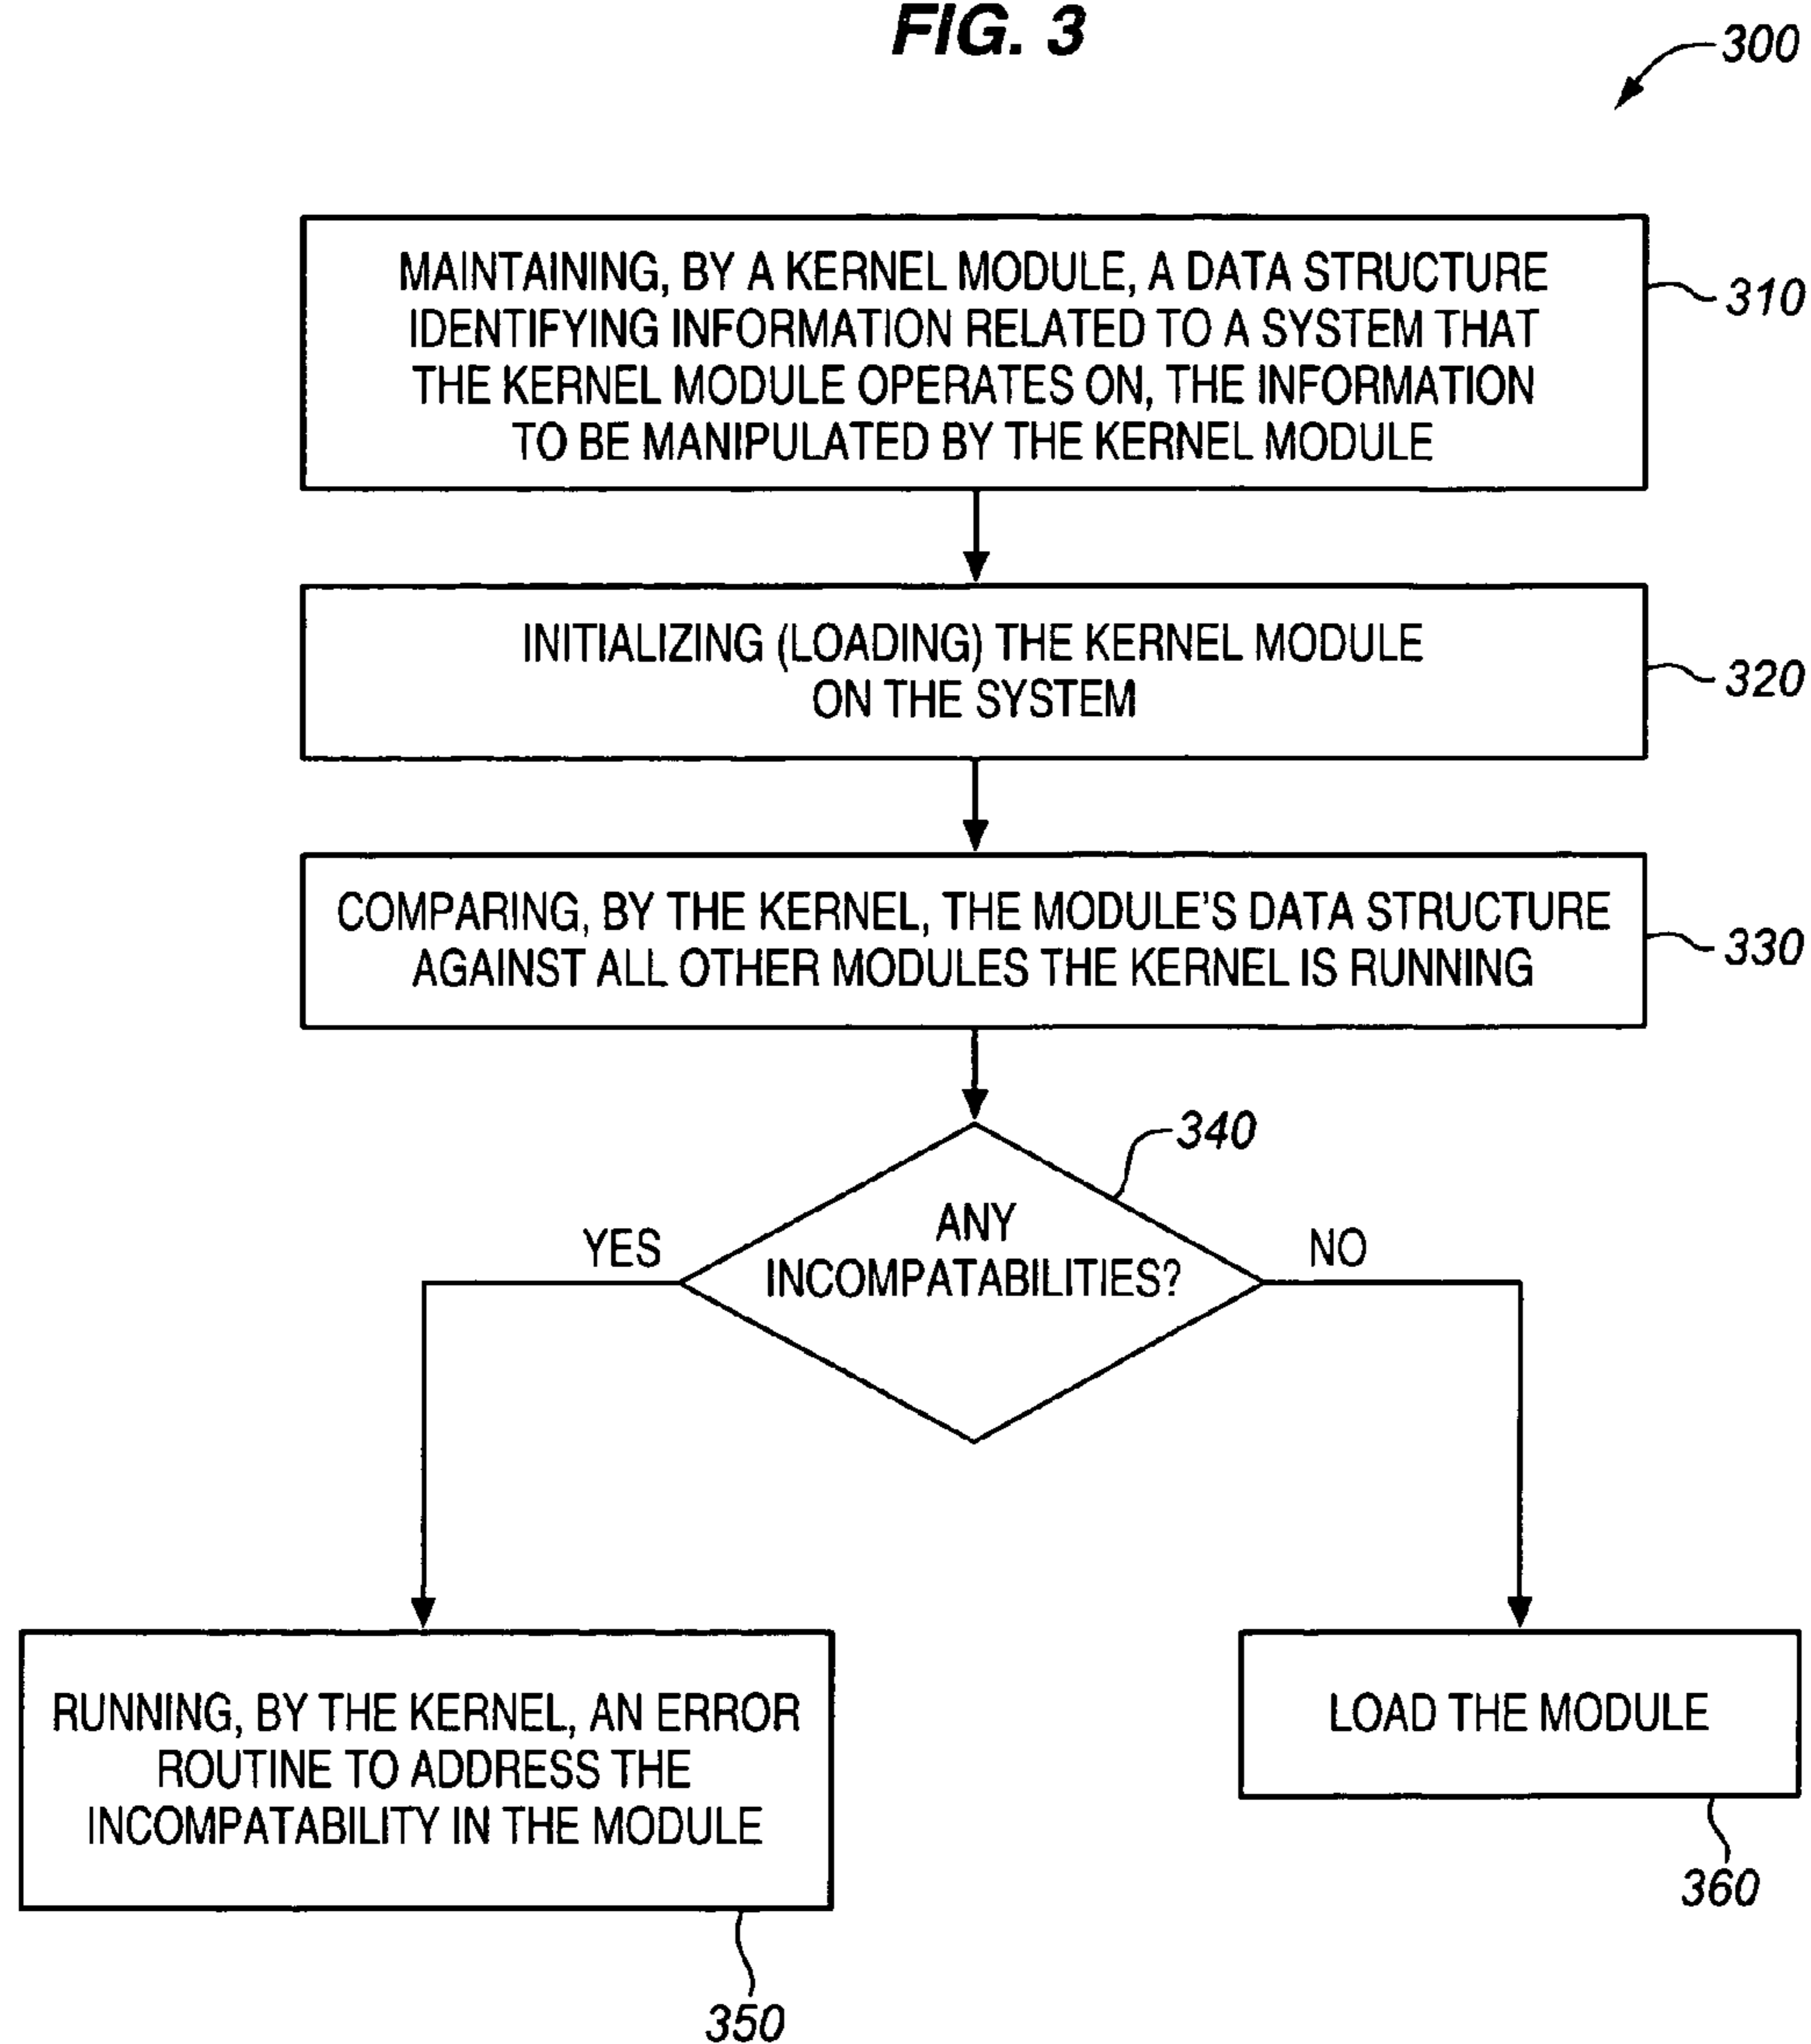 FIG. 3
300
MAINTAINING, BY A KERNEL MODULE, A DATA STRUCTURE
IDENTIFYING INFORMATION RELATED TO A SYSTEM THAT
THE KERNEL MODULE OPERATES ON, THE INFORMATION
TO BE MANIPULATED BY THE KERNEL MODULE
310
INITIALIZING (LOADING) THE KERNEL MODULE
ON THE SYSTEM
320
COMPARING, BY THE KERNEL, THE MODULE'S DATA STRUCTURE
AGAINST ALL OTHER MODULES THE KERNEL IS RUNNING
330
340
ANY
INCOMPATABILITIES?
YES
NO
RUNNING, BY THE KERNEL, AN ERROR
ROUTINE TO ADDRESS THE
INCOMPATABILITY IN THE MODULE
350
LOAD THE MODULE
360